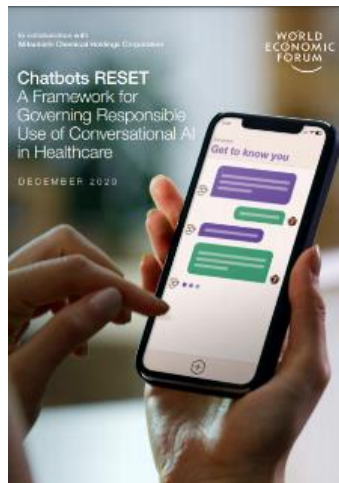 In collaboration with
Mitsubishi Chemical Holdings Corporation
WORLD
ECONOMIC
FORUM
Chatbots RESET
A Framework for
Governing Responsible
Use of Conversational AI
in Healthcare
DECEMBER 2020
Get to know you